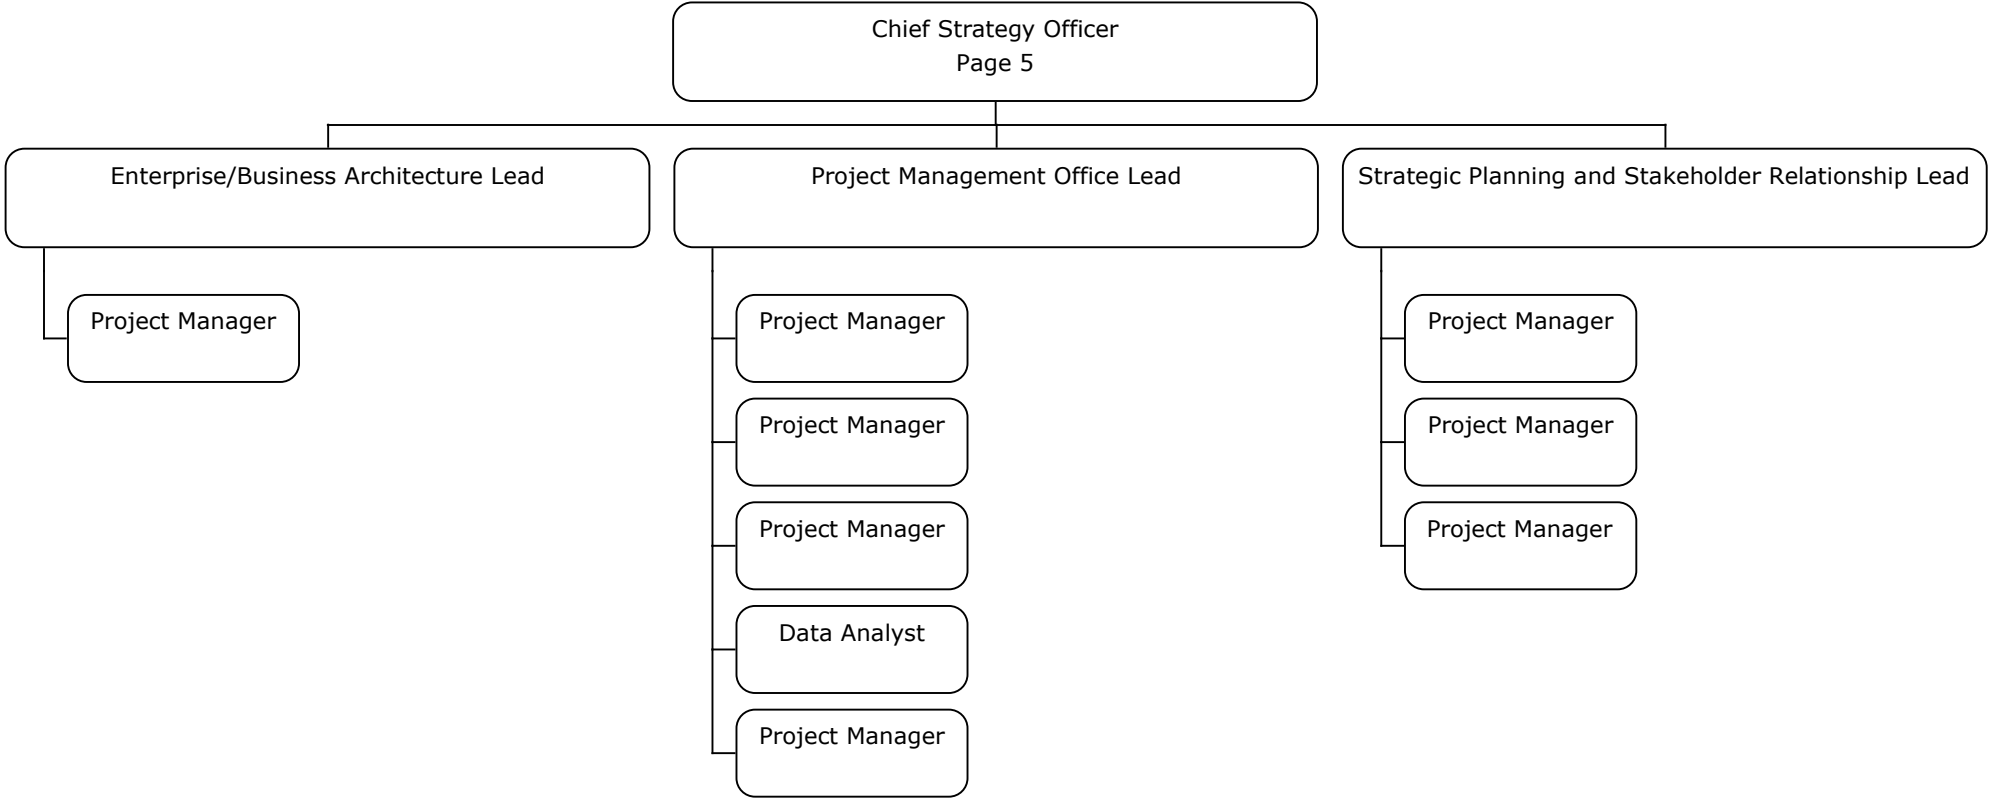 Chief Strategy Officer
Page 5
Enterprise/Business Architecture Lead
Project Manager
Project Management Office Lead
Project Manager
Project Manager
Project Manager
Data Analyst
Project Manager
Strategic Planning and Stakeholder Relationship Lead
Project Manager
Project Manager
Project Manager